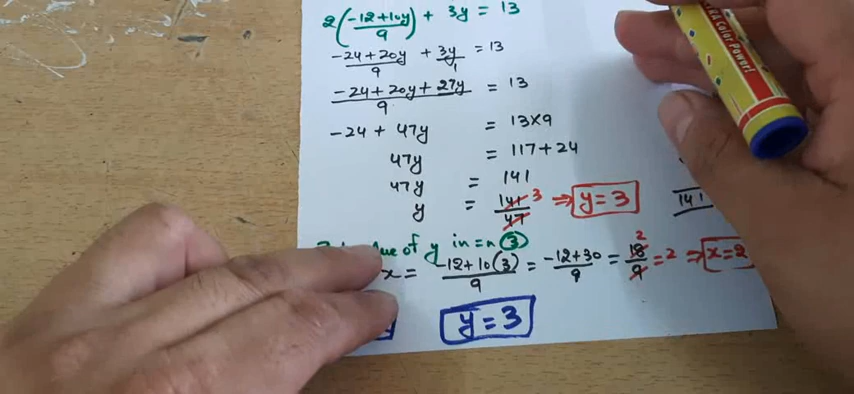 2(-12+10y/9) + 3y = 13
-24+20y/9 + 3y/1 = 13
-24+20y+27y/9 = 13
-24 + 47y = 13×9
47y = 117+24
47y = 141
y = 141/47 3 ⇒ y=3
of y in =n 3
x = -12+10(3)/9 = -12+30/9 = 18/9 2 = 2 ⇒ x=2
y=3
141
Color Power!